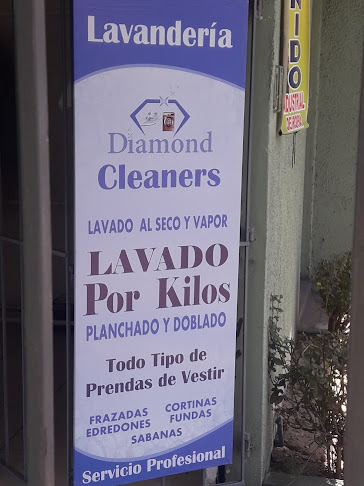 Lavandería
Diamond
Cleaners
LAVADO AL SECO Y VAPOR
LAVADO
Por Kilos
PLANCHADO Y DOBLADO
Todo Tipo de
Prendas de Vestir
FRAZADAS CORTINAS
EDREDONES FUNDAS
SABANAS
Servicio Profesional
NIDO